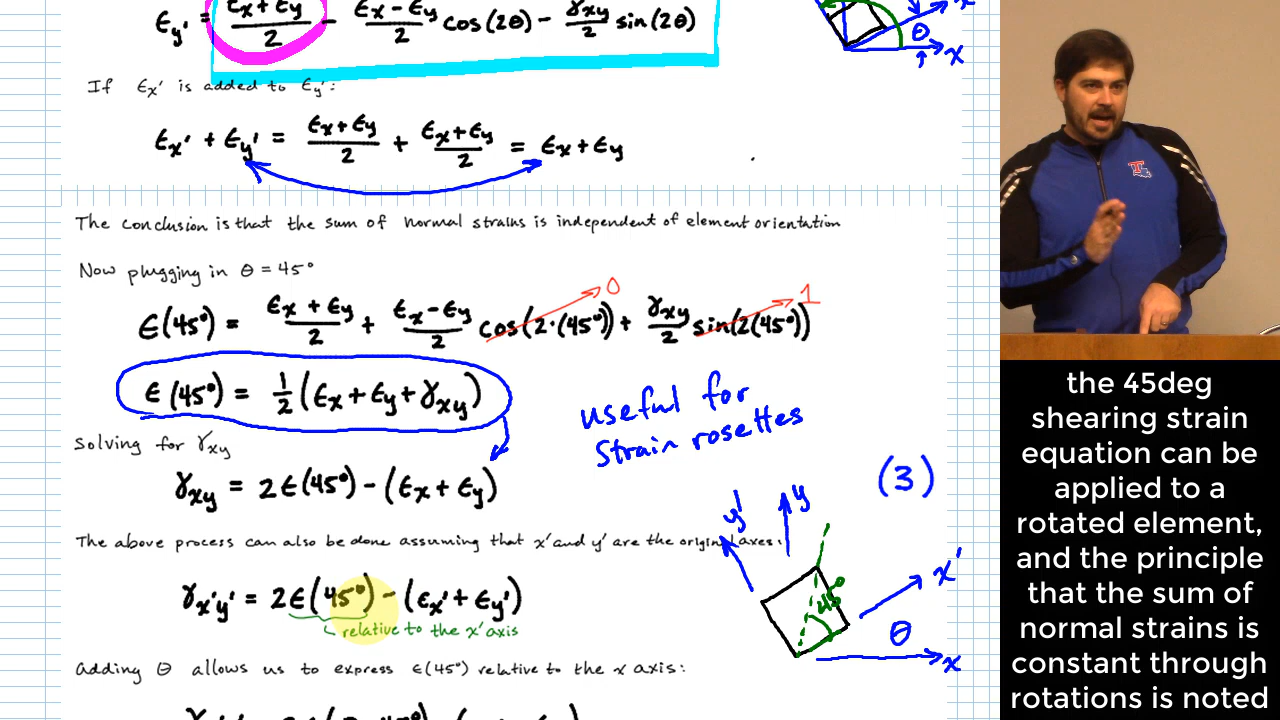 ϵy' = ϵx+ϵy/2 - ϵx-ϵy/2 cos(2θ) - γxy/2 sin(2θ)
θ
x
If ϵx' is added to ϵy':
ϵx' + ϵy' = ϵx+ϵy/2 + ϵx+ϵy/2 = ϵx+ϵy
The conclusion is that the sum of normal strains is independent of element orientation
Now plugging in θ = 45°
0
1
ϵ(45°) = ϵx+ϵy/2 + ϵx-ϵy/2 cos(2·(45°)) + γxy/2 sin(2(45°))
ϵ(45°) = 1/2 (ϵx+ϵy+γxy)
useful for
strain rosettes
solving for γxy
γxy = 2ϵ(45°) - (ϵx+ϵy)
(3)
y'
y
The above process can also be done assuming that x' and y' are the original axes:
x'
45°
γx'y' = 2ϵ(45°) - (ϵx'+ϵy')
relative to the x' axis
θ
x
adding θ allows us to express ϵ(45°) relative to the x axis:
the 45deg
shearing strain
equation can be
applied to a
rotated element,
and the principle
that the sum of
normal strains is
constant through
rotations is noted